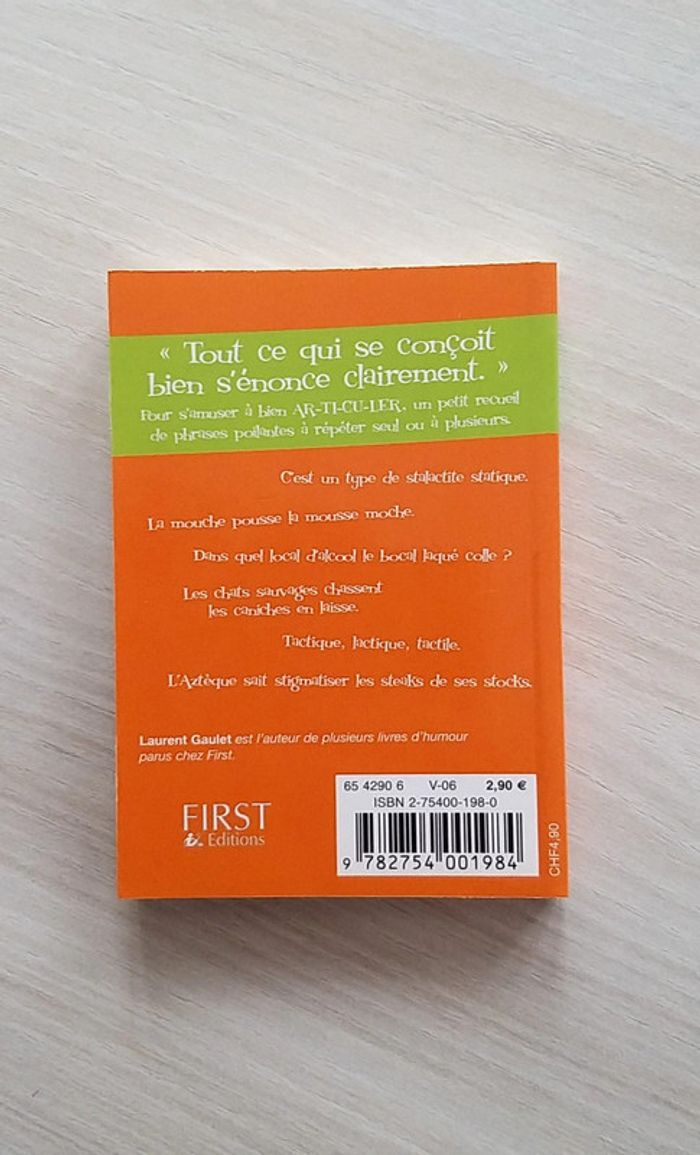 « Tout ce qui se conçoit
bien s'énonce clairement. »
Pour s'amuser à bien AR-TI-CU-LER, un petit recueil
de phrases poilantes à répéter seul ou à plusieurs.
C'est un type de stalactite statique.
La mouche pousse la mousse moche.
Dans quel local d'alcool le bocal laqué colle ?
Les chats sauvages chassent
les caniches en laisse.
Tactique, lactique, tactile.
L'Aztèque sait stigmatiser les steaks de ses stocks.
Laurent Gaulet est l'auteur de plusieurs livres d'humour
parus chez First.
FIRST
Editions
65 4290 6 V-06 2,90 €
ISBN 2-75400-198-0
9 782754 001984
CHF4,90